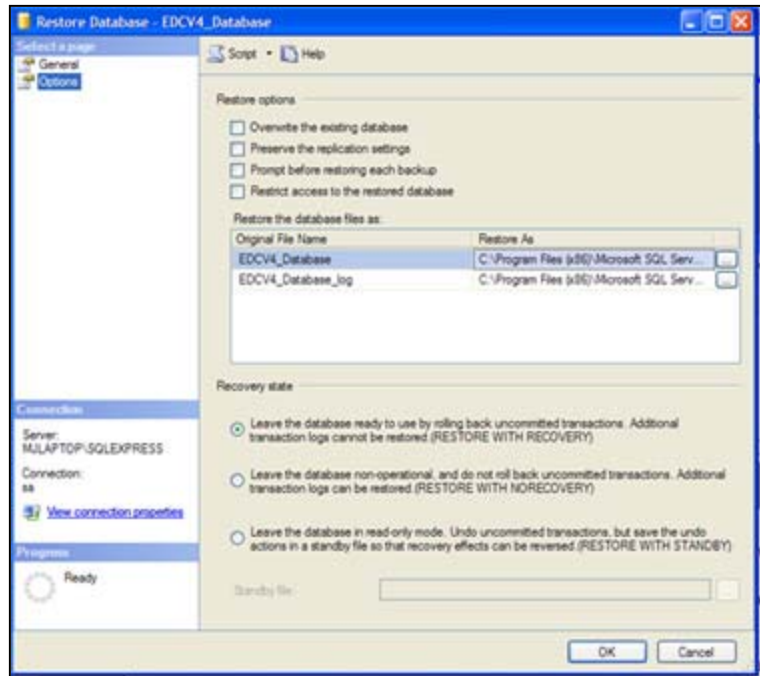 Restore Database - EDCV4_Database
Select a page
General
Options
Script
Help
Restore options
Overwrite the existing database
Preserve the replication settings
Prompt before restoring each backup
Restrict access to the restored database
Restore the database files as:
Original File Name Restore As
EDCV4_Database C:\Program Files (x86)\Microsoft SQL Serv... ...
EDCV4_Database_log C:\Program Files (x86)\Microsoft SQL Serv... ...
Recovery state
Leave the database ready to use by rolling back uncommitted transactions. Additional
transaction logs cannot be restored.(RESTORE WITH RECOVERY)
Leave the database non-operational, and do not roll back uncommitted transactions. Additional
transaction logs can be restored.(RESTORE WITH NORECOVERY)
Leave the database in read-only mode. Undo uncommitted transactions, but save the undo
actions in a standby file so that recovery effects can be reversed.(RESTORE WITH STANDBY)
Standby file:
...
Connection
Server:
MJLAPTOP\SQLEXPRESS
Connection:
sa
View connection properties
Progress
Ready
OK
Cancel